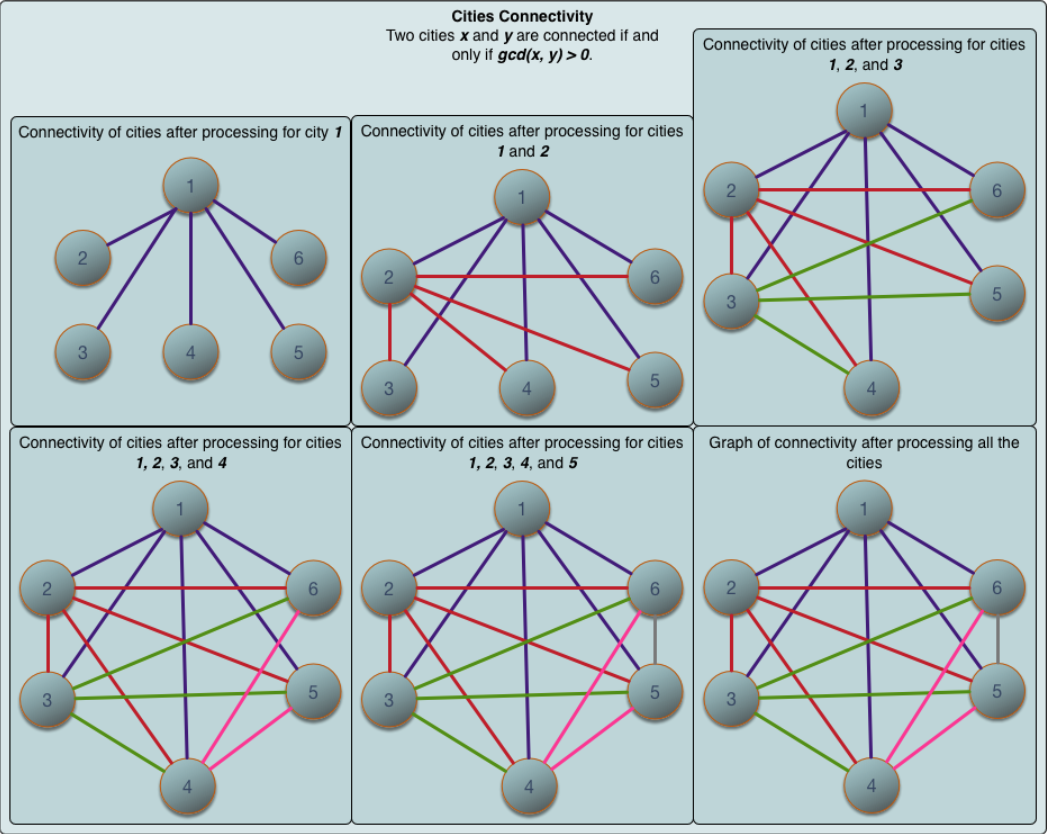 Cities Connectivity
Two cities x and y are connected if and
only if gcd(x, y) > 0.
Connectivity of cities after processing for city 1
1
2
6
3
4
5
Connectivity of cities after processing for cities
1 and 2
1
2
6
3
4
5
Connectivity of cities after processing for cities
1, 2, and 3
1
2
6
3
5
4
Connectivity of cities after processing for cities
1, 2, 3, and 4
1
2
6
3
5
4
Connectivity of cities after processing for cities
1, 2, 3, 4, and 5
1
2
6
3
5
4
Graph of connectivity after processing all the
cities
1
2
6
3
5
4